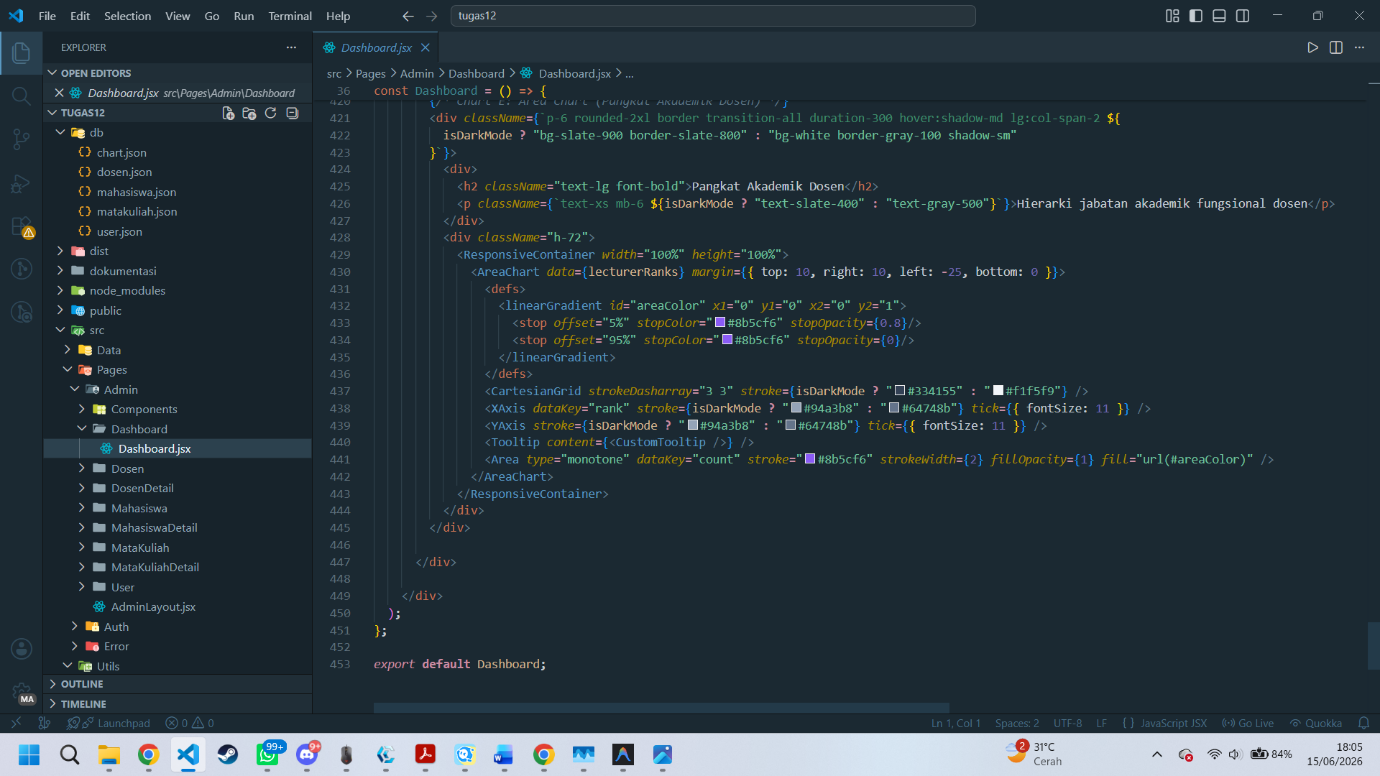 File Edit Selection View Go Run Terminal Help
tugas12
EXPLORER
OPEN EDITORS
Dashboard.jsx src\Pages\Admin\Dashboard
TUGAS12
db
chart.json
dosen.json
mahasiswa.json
matakuliah.json
user.json
dist
dokumentasi
node_modules
public
src
Data
Pages
Admin
Components
Dashboard
Dashboard.jsx
Dosen
DosenDetail
Mahasiswa
MahasiswaDetail
MataKuliah
MataKuliahDetail
User
AdminLayout.jsx
Auth
Error
Utils
OUTLINE
TIMELINE
MA
Dashboard.jsx
src > Pages > Admin > Dashboard > Dashboard.jsx > ...
36 const Dashboard = () => {
420 {/* Chart E: Area Chart (Pangkat Akademik Dosen) */}
421 <div className={`p-6 rounded-2xl border transition-all duration-300 hover:shadow-md lg:col-span-2 ${
422 isDarkMode ? "bg-slate-900 border-slate-800" : "bg-white border-gray-100 shadow-sm"
423 }`}>
424 <div>
425 <h2 className="text-lg font-bold">Pangkat Akademik Dosen</h2>
426 <p className={`text-xs mb-6 ${isDarkMode ? "text-slate-400" : "text-gray-500"}`}>Hierarki jabatan akademik fungsional dosen</p>
427 </div>
428 <div className="h-72">
429 <ResponsiveContainer width="100%" height="100%">
430 <AreaChart data={lecturerRanks} margin={{ top: 10, right: 10, left: -25, bottom: 0 }}>
431 <defs>
432 <linearGradient id="areaColor" x1="0" y1="0" x2="0" y2="1">
433 <stop offset="5%" stopColor="#8b5cf6" stopOpacity={0.8}/>
434 <stop offset="95%" stopColor="#8b5cf6" stopOpacity={0}/>
435 </linearGradient>
436 </defs>
437 <CartesianGrid strokeDasharray="3 3" stroke={isDarkMode ? "#334155" : "#f1f5f9"} />
438 <XAxis dataKey="rank" stroke={isDarkMode ? "#94a3b8" : "#64748b"} tick={{ fontSize: 11 }} />
439 <YAxis stroke={isDarkMode ? "#94a3b8" : "#64748b"} tick={{ fontSize: 11 }} />
440 <Tooltip content={<CustomTooltip />} />
441 <Area type="monotone" dataKey="count" stroke="#8b5cf6" strokeWidth={2} fillOpacity={1} fill="url(#areaColor)" />
442 </AreaChart>
443 </ResponsiveContainer>
444 </div>
445 </div>
446
447 </div>
448
449 </div>
450 );
451 };
452
453 export default Dashboard;
Launchpad 0 0 Ln 1, Col 1 Spaces: 2 UTF-8 LF {} JavaScript JSX Go Live Quokka
99+
9+
2
31°C
Cerah
84%
18:05
15/06/2026